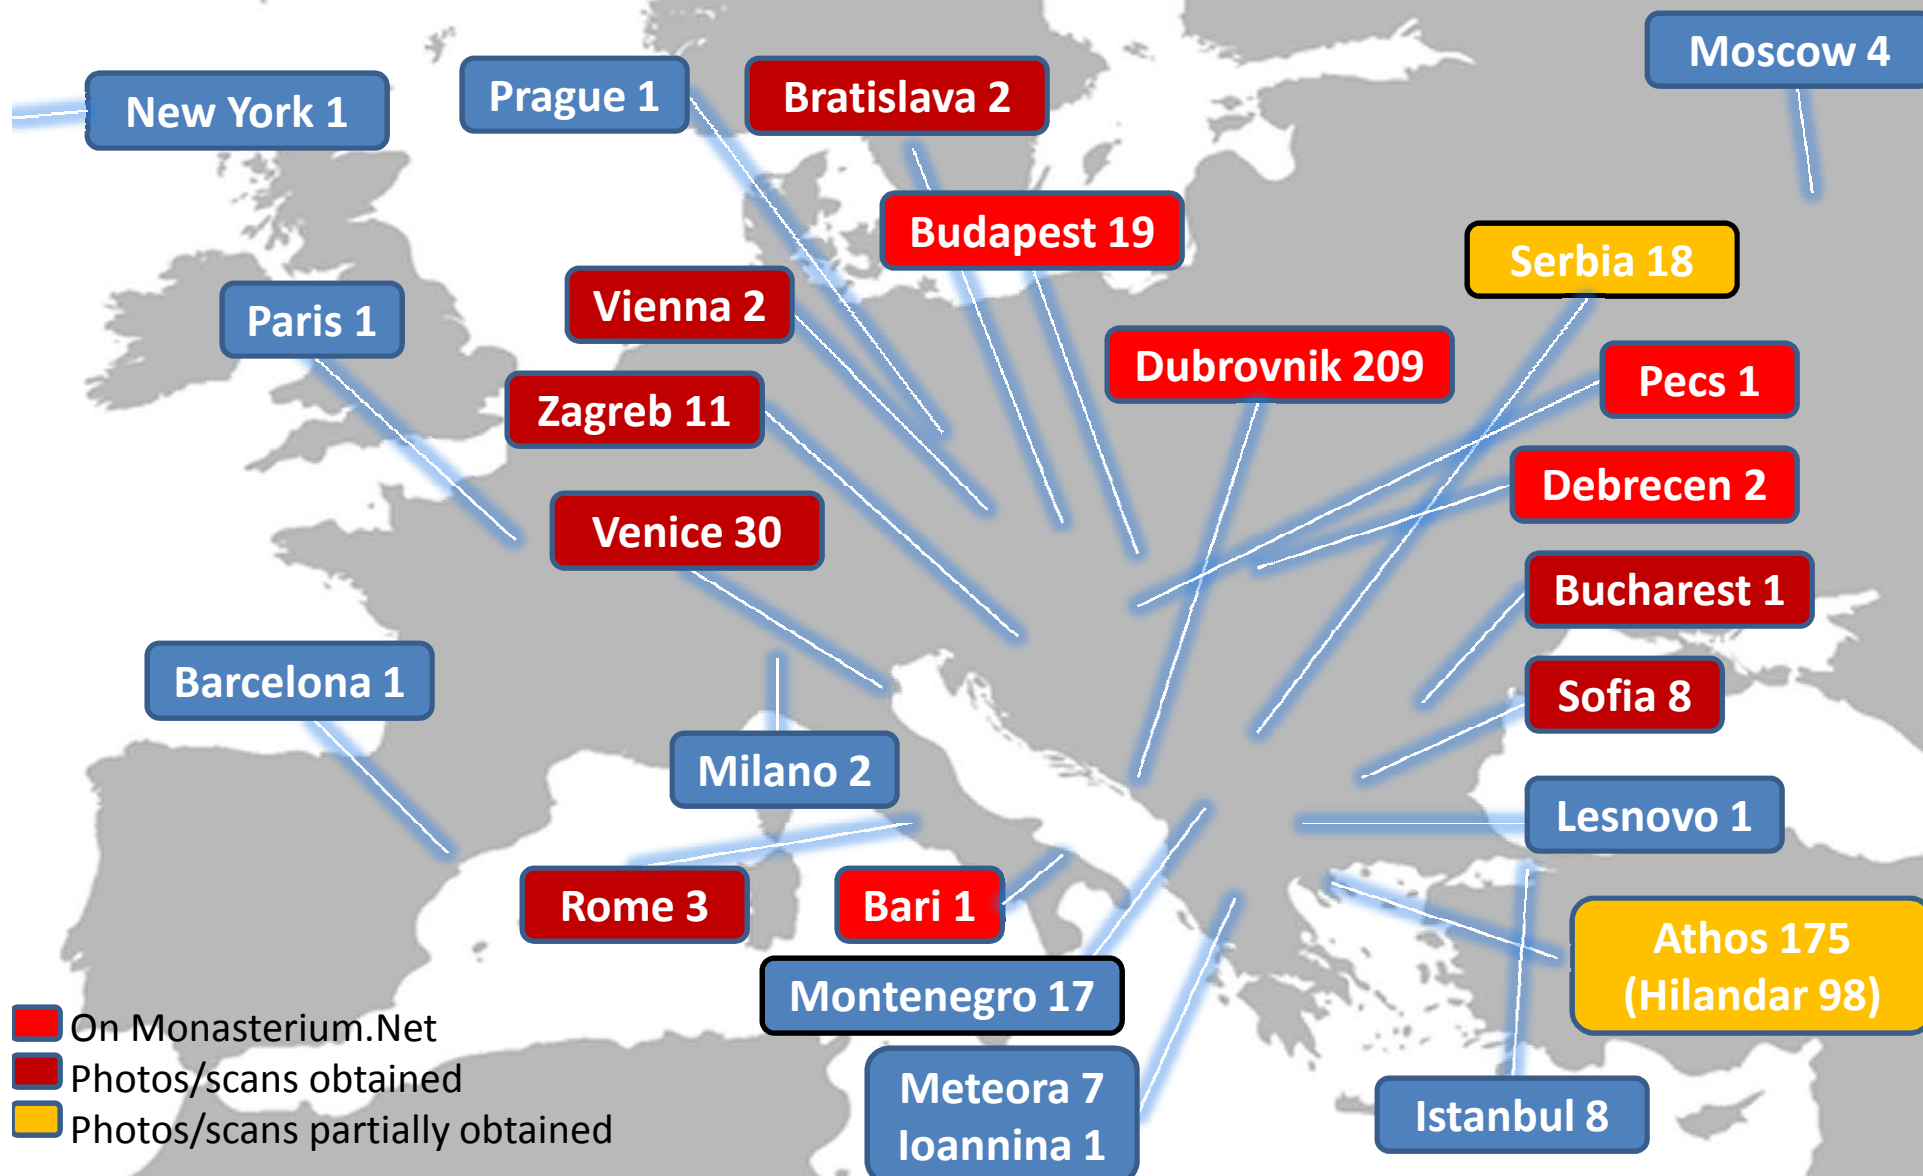 Moscow 4
New York 1
Prague 1
Bratislava 2
Budapest 19
Serbia 18
Vienna 2
Paris 1
Dubrovnik 209
Pecs 1
Zagreb 11
Debrecen 2
Venice 30
Bucharest 1
Barcelona 1
Sofia 8
Milano 2
Lesnovo 1
Rome 3
Bari 1
Athos 175
(Hilandar 98)
Montenegro 17
On Monasterium.Net
Photos/scans obtained
Photos/scans partially obtained
Meteora 7
Ioannina 1
Istanbul 8